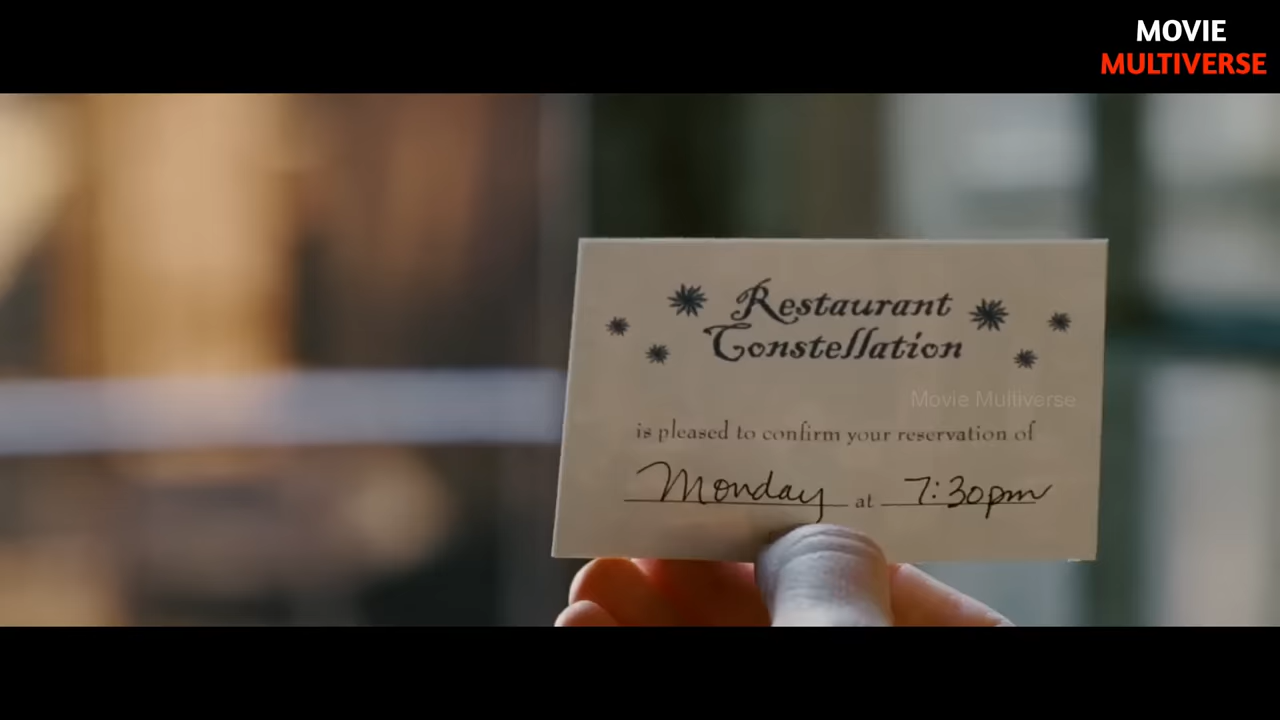 MOVIE
MULTIVERSE
Restaurant
Constellation
Movie Multiverse
is pleased to confirm your reservation of
Monday at 7:30pm